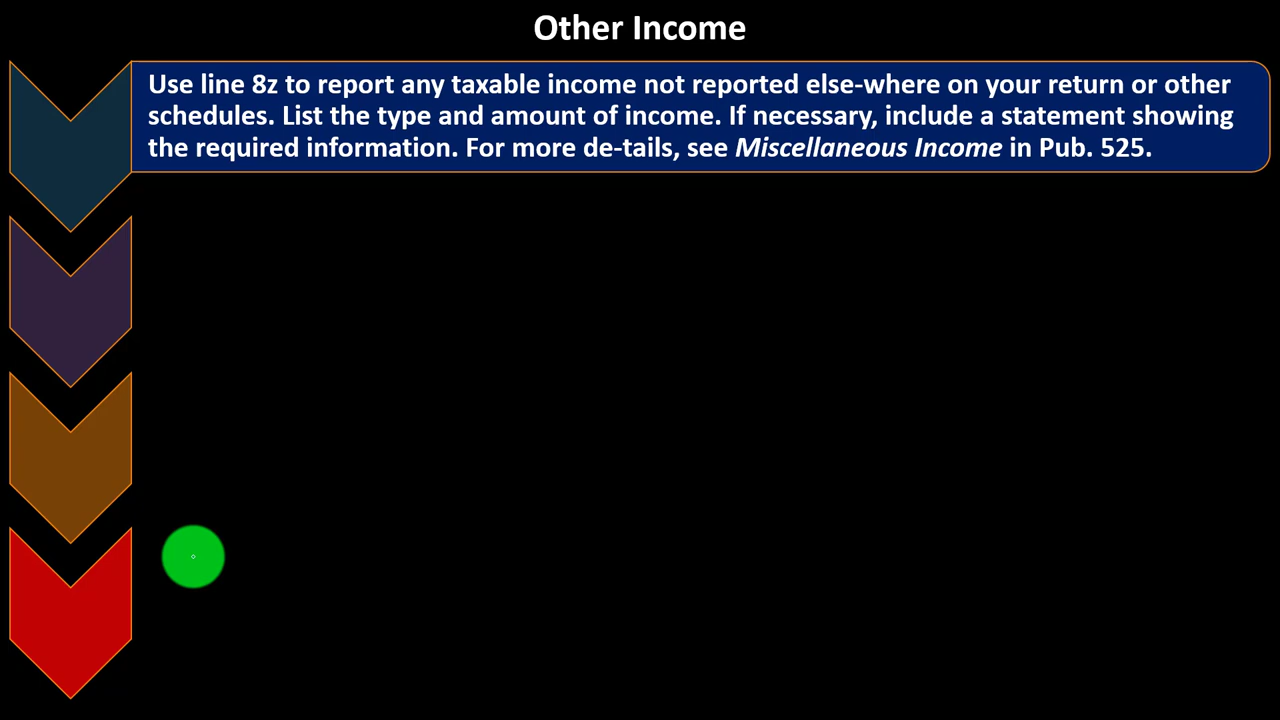 Other Income
Use line 8z to report any taxable income not reported else-where on your return or other
schedules. List the type and amount of income. If necessary, include a statement showing
the required information. For more de-tails, see Miscellaneous Income in Pub. 525.